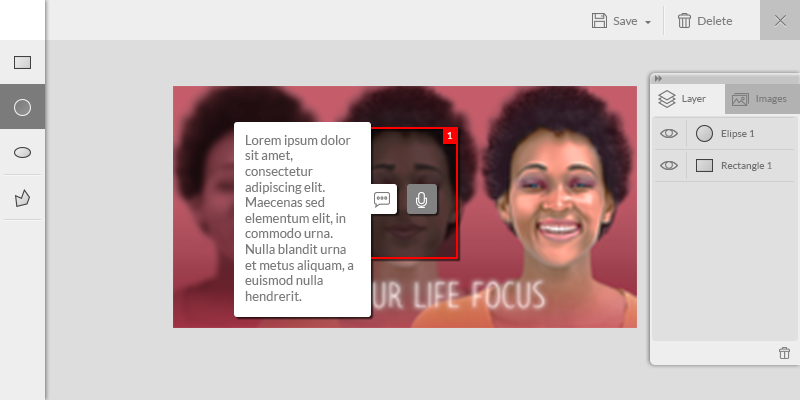 Save
Delete
Layer
Images
Elipse 1
Rectangle 1
1
Lorem ipsum dolor
sit amet,
consectetur
adipiscing elit.
Maecenas sed
elementum elit, in
commodo urna.
Nulla blandit urna
et metus aliquam, a
euismod nulla
hendrerit.
UR LIFE FOCUS